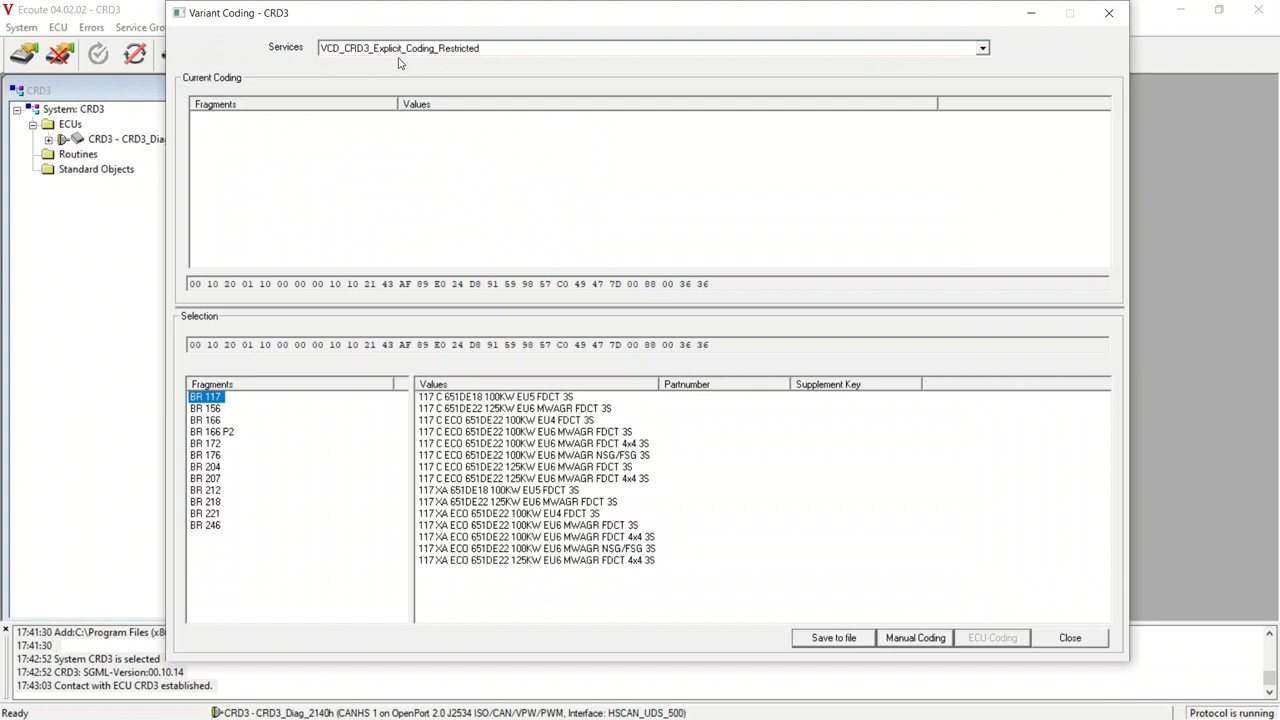 Ecoute 04.02.02 - CRD3
System ECU Errors Service Gro
CRD3
System: CRD3
ECUs
CRD3 - CRD3_Diag
Routines
Standard Objects
Variant Coding - CRD3
Services VCD_CRD3_Explicit_Coding_Restricted
Current Coding
Fragments Values
00 10 20 01 10 00 00 00 10 10 21 43 AF 89 E0 24 D8 91 59 98 57 C0 49 47 7D 00 88 00 36 36
Selection
00 10 20 01 10 00 00 00 10 10 21 43 AF 89 E0 24 D8 91 59 98 57 C0 49 47 7D 00 88 00 36 36
Fragments
BR 117
BR 156
BR 166
BR 166 P2
BR 172
BR 176
BR 204
BR 207
BR 212
BR 218
BR 221
BR 246
Values Partnumber Supplement Key
117 C 651DE18 100KW EU5 FDCT 3S
117 C 651DE22 125KW EU6 MWAGR FDCT 3S
117 C ECO 651DE22 100KW EU4 FDCT 3S
117 C ECO 651DE22 100KW EU6 MWAGR FDCT 3S
117 C ECO 651DE22 100KW EU6 MWAGR FDCT 4x4 3S
117 C ECO 651DE22 100KW EU6 MWAGR NSG/FSG 3S
117 C ECO 651DE22 125KW EU6 MWAGR FDCT 3S
117 C ECO 651DE22 125KW EU6 MWAGR FDCT 4x4 3S
117 XA 651DE18 100KW EU5 FDCT 3S
117 XA 651DE22 125KW EU6 MWAGR FDCT 3S
117 XA ECO 651DE22 100KW EU4 FDCT 3S
117 XA ECO 651DE22 100KW EU6 MWAGR FDCT 3S
117 XA ECO 651DE22 100KW EU6 MWAGR FDCT 4x4 3S
117 XA ECO 651DE22 100KW EU6 MWAGR NSG/FSG 3S
117 XA ECO 651DE22 125KW EU6 MWAGR FDCT 4x4 3S
Save to file Manual Coding ECU-Coding Close
17:41:30 Add:C:\Program Files (x8
17:41:30
17:42:52 System CRD3 is selected
17:42:52 CRD3: SGML-Version:00.10.14
17:43:03 Contact with ECU CRD3 established.
Ready CRD3 - CRD3_Diag_2140h (CANHS 1 on OpenPort 2.0 J2534 ISO/CAN/VPW/PWM, Interface: HSCAN_UDS_500) Protocol is running